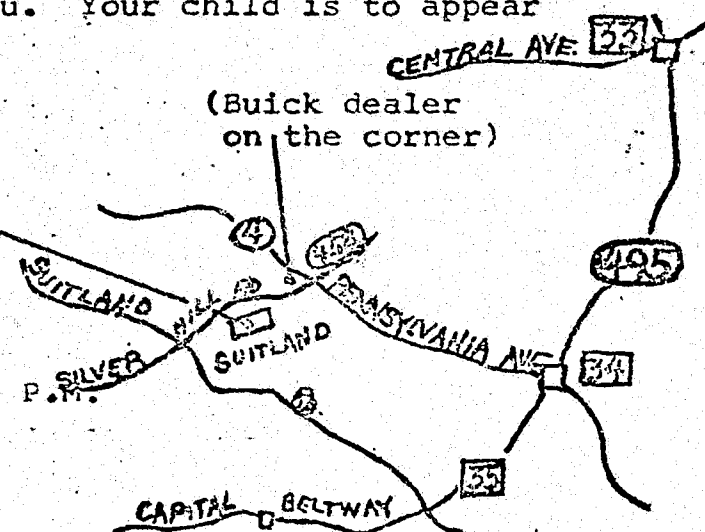 u. Your child is to appear
CENTRAL AVE. 33
(Buick dealer
on the corner)
4
495
SUITLAND
HILL RD
PENNSYLVANIA AVE
SUITLAND
34
SILVER
P.M.
35
CAPITAL BELTWAY